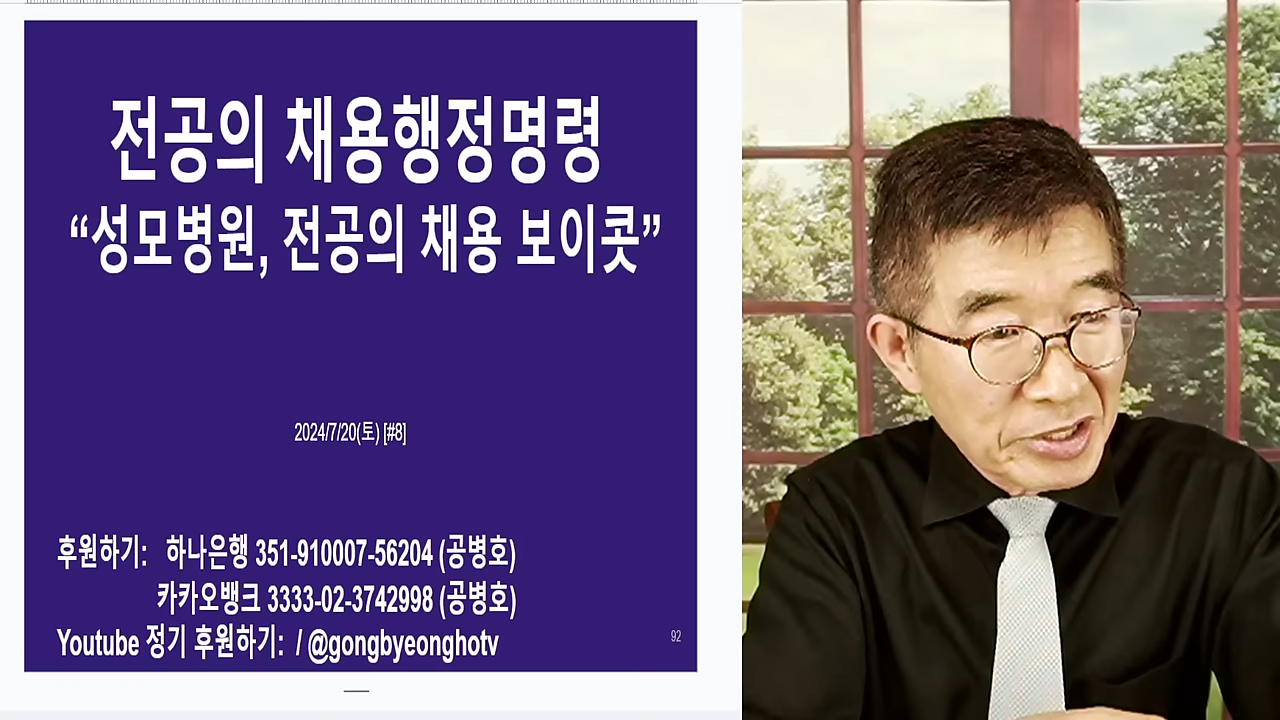 전공의 채용행정명령
“성모병원, 전공의 채용 보이콧”
2024/7/20(토) [#8]
후원하기: 하나은행 351-910007-56204 (공병호)
카카오뱅크 3333-02-3742998 (공병호)
Youtube 정기 후원하기: / @gongbyeonghotv
92